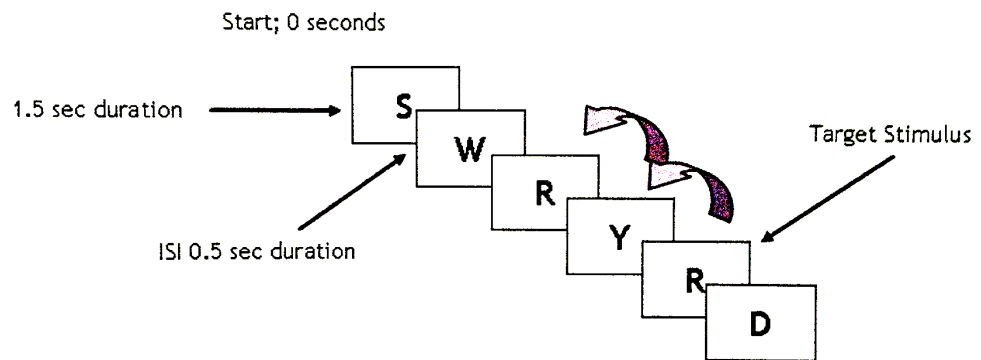 Start; 0 seconds
1.5 sec duration
S
W
Target Stimulus
R
Y
ISI 0.5 sec duration
R
D